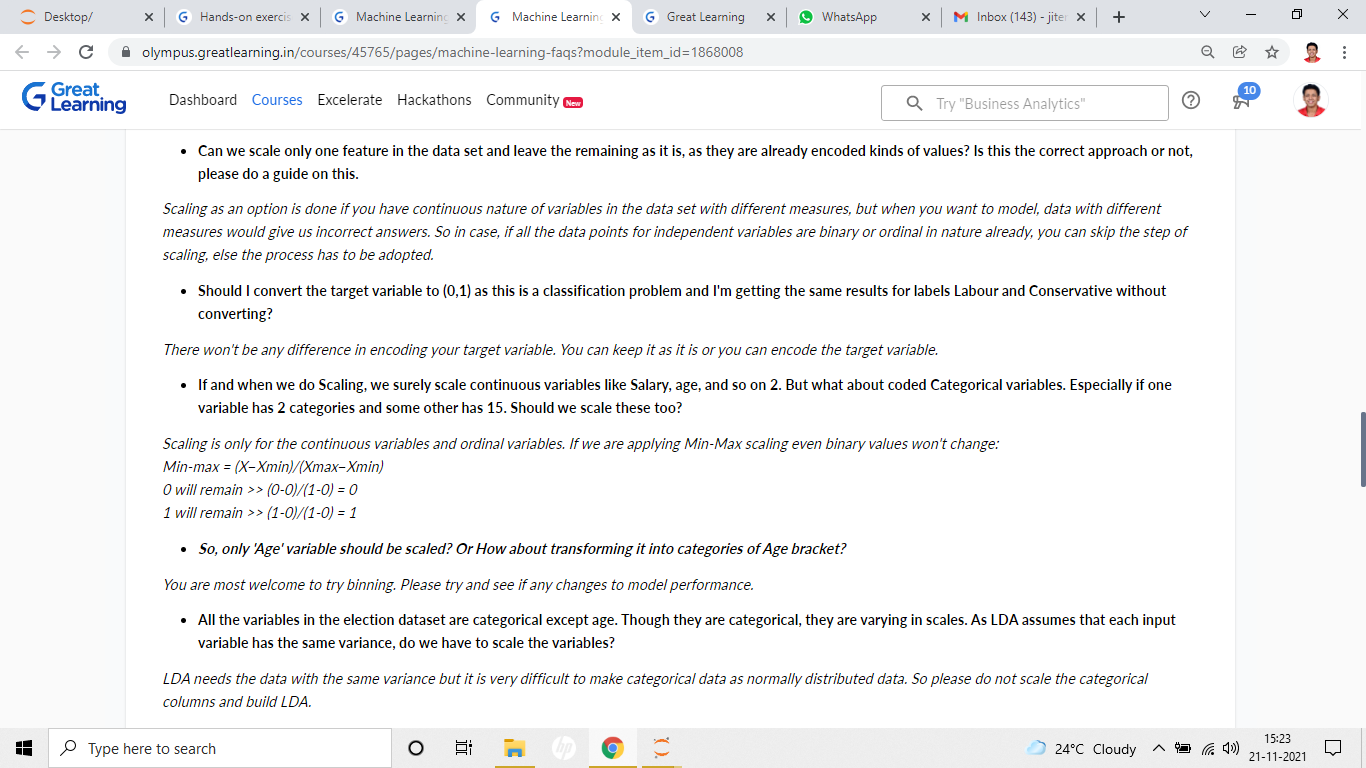 Desktop/
Hands-on exercis
Machine Learning
Machine Learning
Great Learning
WhatsApp
Inbox (143) - jiter
olympus.greatlearning.in/courses/45765/pages/machine-learning-faqs?module_item_id=1868008
Great Learning
Dashboard Courses Excelerate Hackathons Community New
Try "Business Analytics"
10
• Can we scale only one feature in the data set and leave the remaining as it is, as they are already encoded kinds of values? Is this the correct approach or not,
please do a guide on this.
Scaling as an option is done if you have continuous nature of variables in the data set with different measures, but when you want to model, data with different
measures would give us incorrect answers. So in case, if all the data points for independent variables are binary or ordinal in nature already, you can skip the step of
scaling, else the process has to be adopted.
• Should I convert the target variable to (0,1) as this is a classification problem and I'm getting the same results for labels Labour and Conservative without
converting?
There won't be any difference in encoding your target variable. You can keep it as it is or you can encode the target variable.
• If and when we do Scaling, we surely scale continuous variables like Salary, age, and so on 2. But what about coded Categorical variables. Especially if one
variable has 2 categories and some other has 15. Should we scale these too?
Scaling is only for the continuous variables and ordinal variables. If we are applying Min-Max scaling even binary values won't change:
Min-max = (X−Xmin)/(Xmax−Xmin)
0 will remain >> (0-0)/(1-0) = 0
1 will remain >> (1-0)/(1-0) = 1
• So, only 'Age' variable should be scaled? Or How about transforming it into categories of Age bracket?
You are most welcome to try binning. Please try and see if any changes to model performance.
• All the variables in the election dataset are categorical except age. Though they are categorical, they are varying in scales. As LDA assumes that each input
variable has the same variance, do we have to scale the variables?
LDA needs the data with the same variance but it is very difficult to make categorical data as normally distributed data. So please do not scale the categorical
columns and build LDA.
Type here to search
hp
24°C Cloudy
15:23
21-11-2021